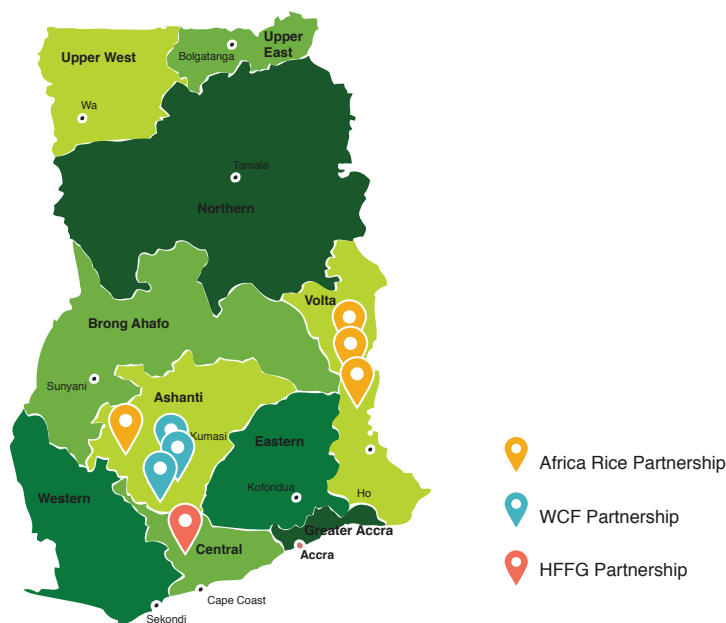 Upper
East
Bolgatanga
Upper West
Wa
Tamale
Northern
Volta
Brong Ahafo
Sunyani
Ashanti
Kumasi
Eastern
Africa Rice Partnership
Western
Koforidua
Ho
WCF Partnership
Greater Accra
Central
Accra
HFFG Partnership
Cape Coast
Sekondi